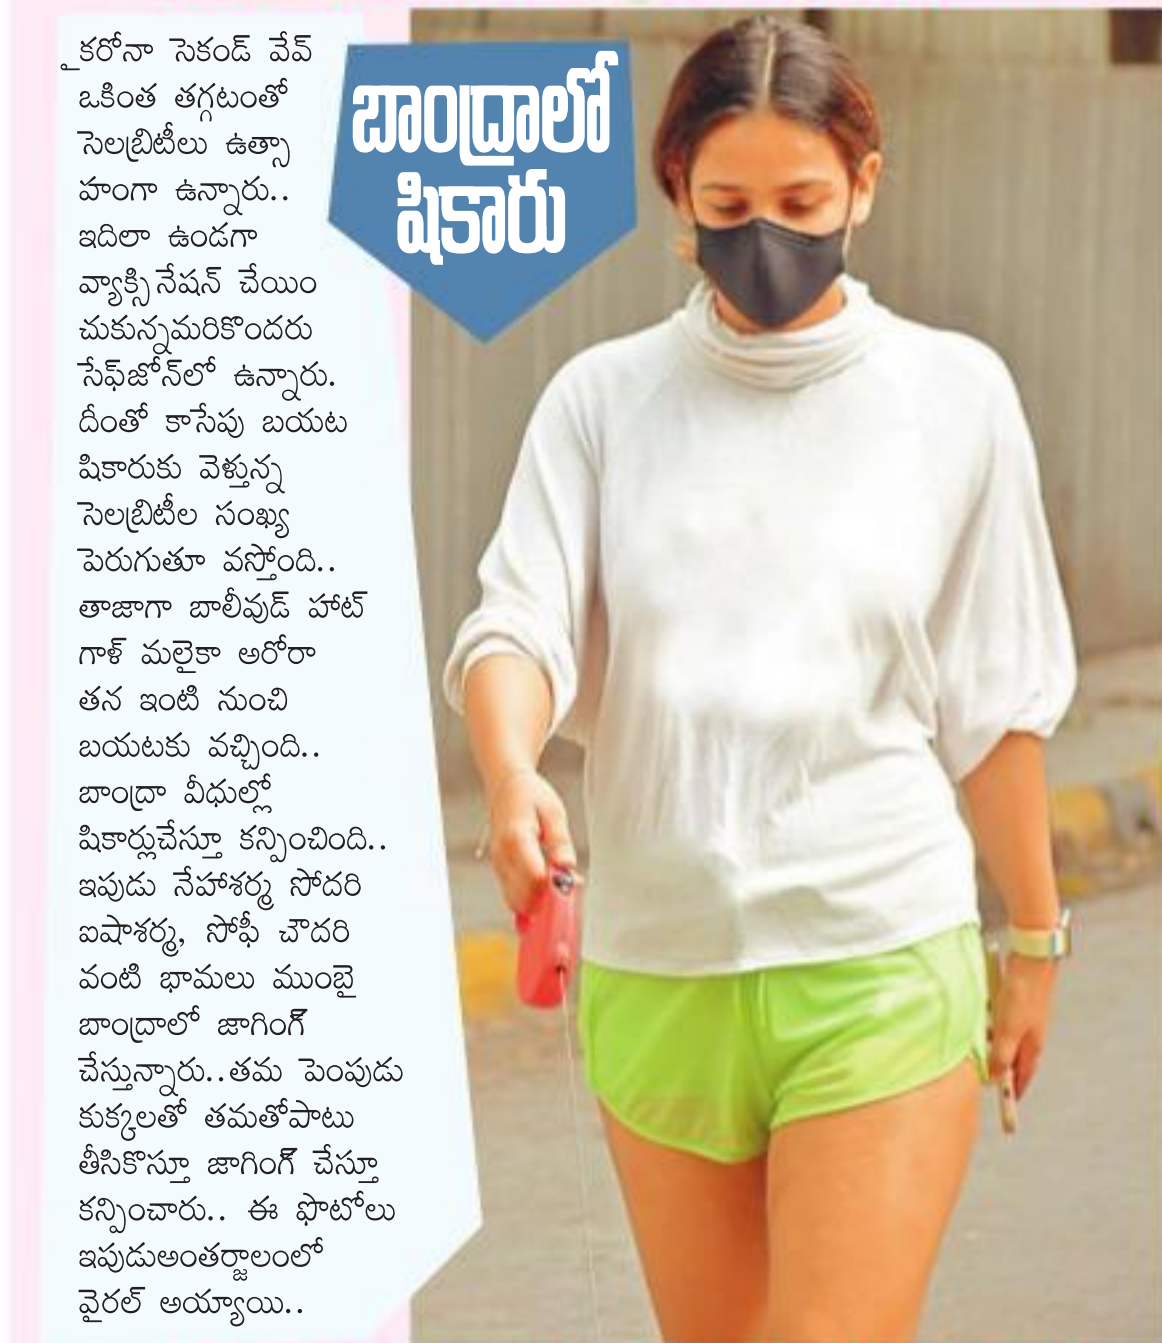 బాంద్రాలో
షికారు
కరోనా సెకండ్ వేవ్
ఒకింత తగ్గటంతో
సెలబ్రిటీలు ఉత్సా
హంగా ఉన్నారు..
ఇదిలా ఉండగా
వ్యాక్సినేషన్ చేయిం
చుకున్నమరికొందరు
సేఫ్‌జోన్‌లో ఉన్నారు.
దీంతో కాసేపు బయట
షికారుకు వెళ్తున్న
సెలబ్రిటీల సంఖ్య
పెరుగుతూ వస్తోంది..
తాజాగా బాలీవుడ్ హాట్
గాళ్ మలైకా అరోరా
తన ఇంటి నుంచి
బయటకు వచ్చింది..
బాంద్రా వీధుల్లో
షికార్లుచేస్తూ కన్పించింది..
ఇపుడు నేహాశర్మ సోదరి
ఐషాశర్మ, సోఫీ చౌదరి
వంటి భామలు ముంబై
బాంద్రాలో జాగింగ్
చేస్తున్నారు..తమ పెంపుడు
కుక్కలతో తమతోపాటు
తీసికొస్తూ జాగింగ్ చేస్తూ
కన్పించారు.. ఈ ఫొటోలు
ఇపుడుఅంతర్జాలంలో
వైరల్ అయ్యాయి..